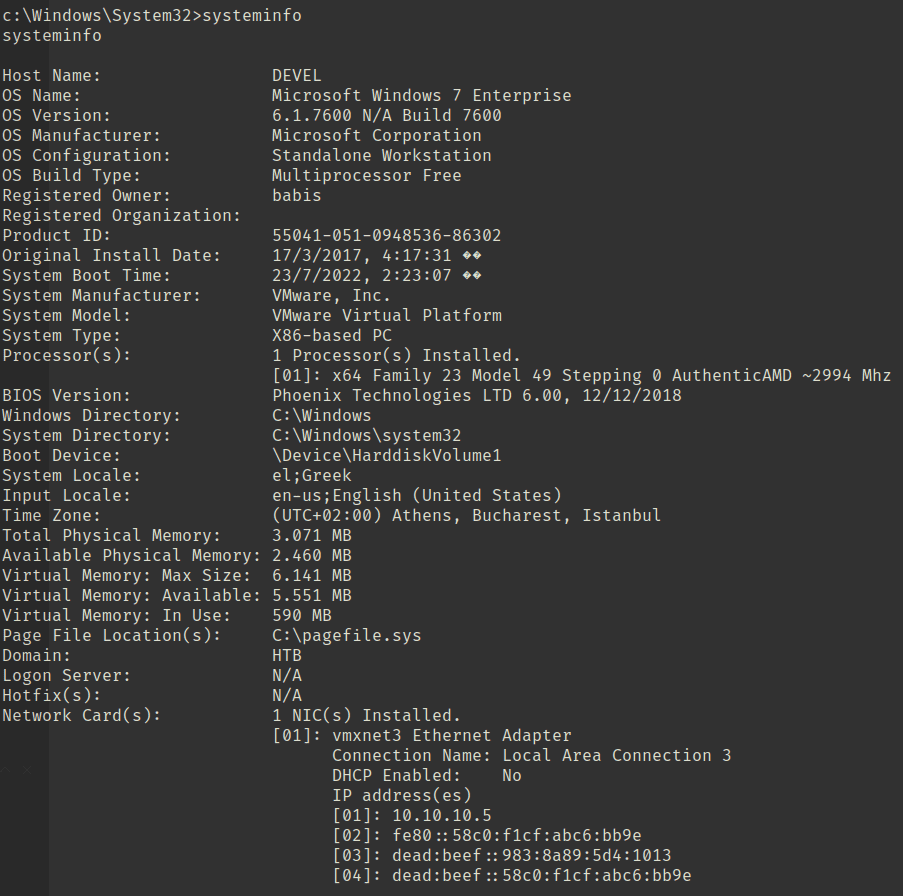 c:\Windows\System32>systeminfo
systeminfo
Host Name: DEVEL
OS Name: Microsoft Windows 7 Enterprise
OS Version: 6.1.7600 N/A Build 7600
OS Manufacturer: Microsoft Corporation
OS Configuration: Standalone Workstation
OS Build Type: Multiprocessor Free
Registered Owner: babis
Registered Organization:
Product ID: 55041-051-0948536-86302
Original Install Date: 17/3/2017, 4:17:31 ��
System Boot Time: 23/7/2022, 2:23:07 ��
System Manufacturer: VMware, Inc.
System Model: VMware Virtual Platform
System Type: X86-based PC
Processor(s): 1 Processor(s) Installed.
[01]: x64 Family 23 Model 49 Stepping 0 AuthenticAMD ~2994 Mhz
BIOS Version: Phoenix Technologies LTD 6.00, 12/12/2018
Windows Directory: C:\Windows
System Directory: C:\Windows\system32
Boot Device: \Device\HarddiskVolume1
System Locale: el;Greek
Input Locale: en-us;English (United States)
Time Zone: (UTC+02:00) Athens, Bucharest, Istanbul
Total Physical Memory: 3.071 MB
Available Physical Memory: 2.460 MB
Virtual Memory: Max Size: 6.141 MB
Virtual Memory: Available: 5.551 MB
Virtual Memory: In Use: 590 MB
Page File Location(s): C:\pagefile.sys
Domain: HTB
Logon Server: N/A
Hotfix(s): N/A
Network Card(s): 1 NIC(s) Installed.
[01]: vmxnet3 Ethernet Adapter
Connection Name: Local Area Connection 3
DHCP Enabled: No
IP address(es)
[01]: 10.10.10.5
[02]: fe80::58c0:f1cf:abc6:bb9e
[03]: dead:beef::983:8a89:5d4:1013
[04]: dead:beef::58c0:f1cf:abc6:bb9e